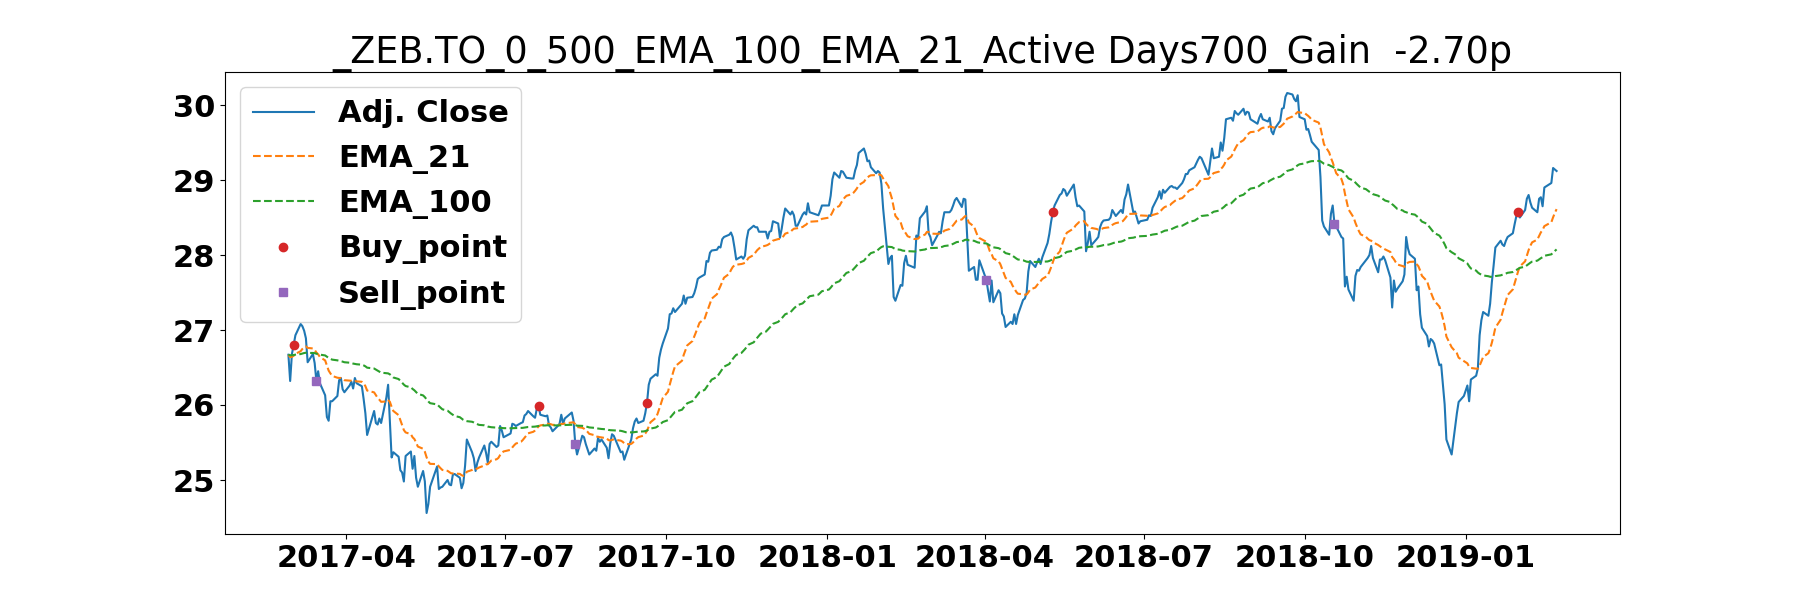 _ZEB.TO_0_500_EMA_100_EMA_21_Active Days700_Gain  -2.70p
Adj. Close
EMA_21
EMA_100
Buy_point
Sell_point
30
29
28
27
26
25
2017-04 2017-07 2017-10 2018-01 2018-04 2018-07 2018-10 2019-01